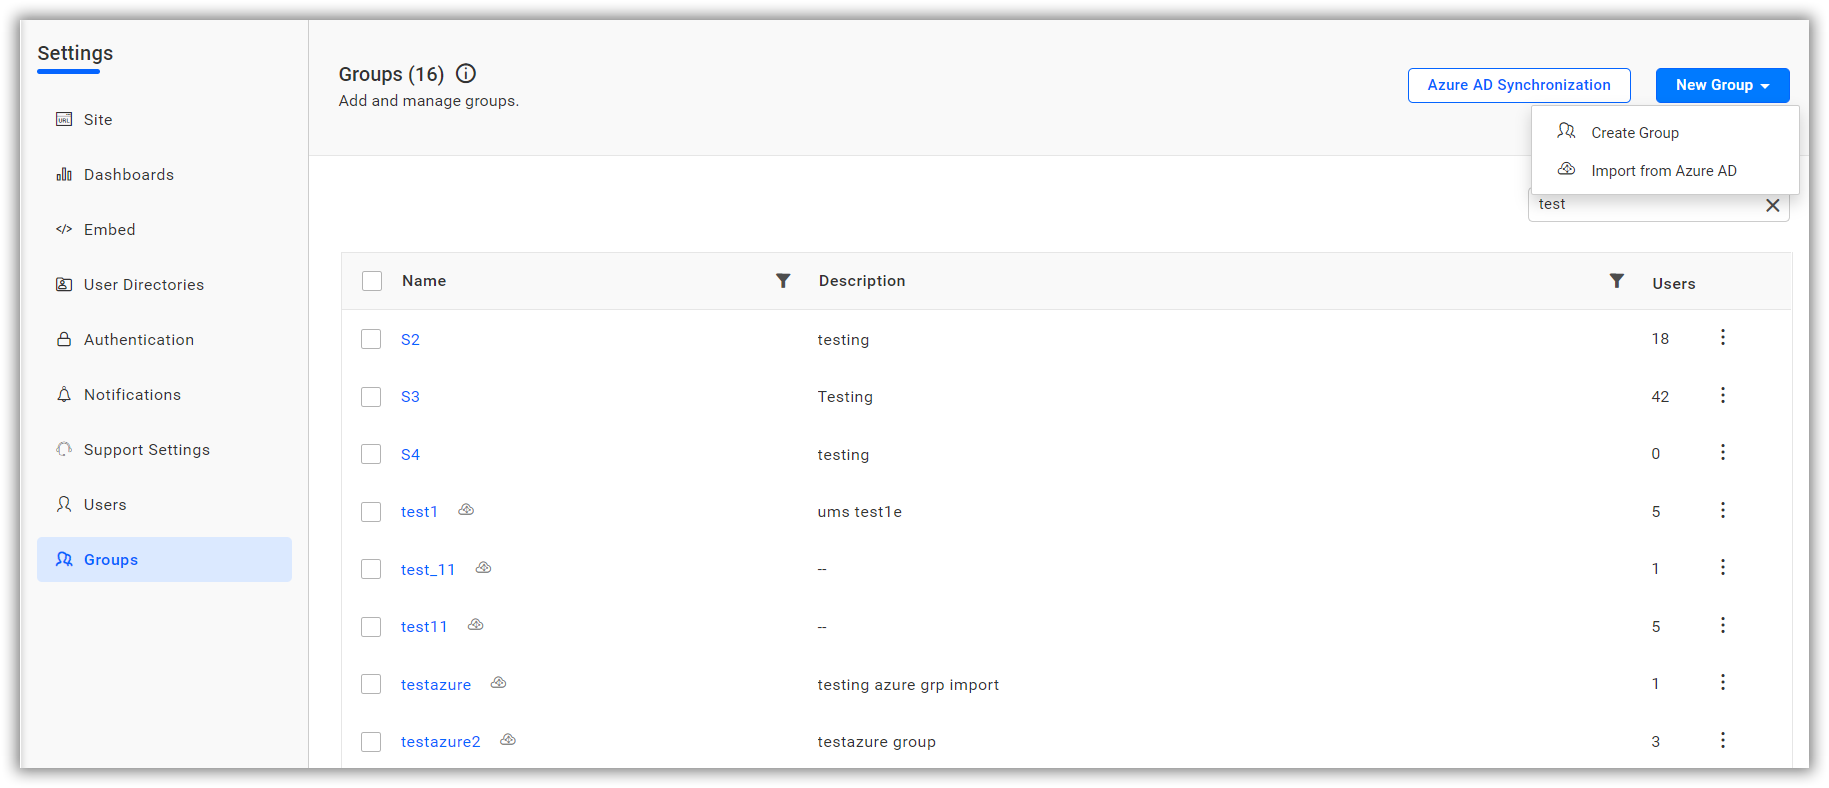 Settings
Site
Dashboards
Embed
User Directories
Authentication
Notifications
Support Settings
Users
Groups
Groups (16)
Add and manage groups.
Azure AD Synchronization
New Group
Create Group
Import from Azure AD
test
Name Description Users
S2 testing 18
S3 Testing 42
S4 testing 0
test1 ums test1e 5
test_11 -- 1
test11 -- 5
testazure testing azure grp import 1
testazure2 testazure group 3